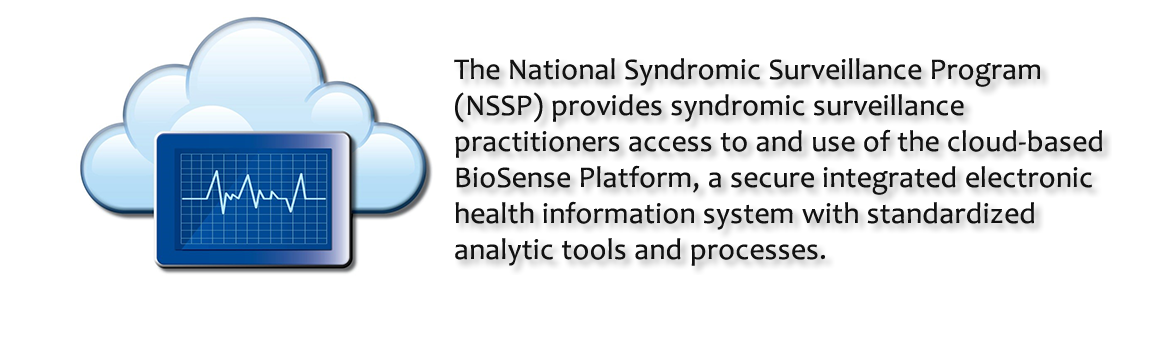 The National Syndromic Surveillance Program
(NSSP) provides syndromic surveillance
practitioners access to and use of the cloud-based
BioSense Platform, a secure integrated electronic
health information system with standardized
analytic tools and processes.